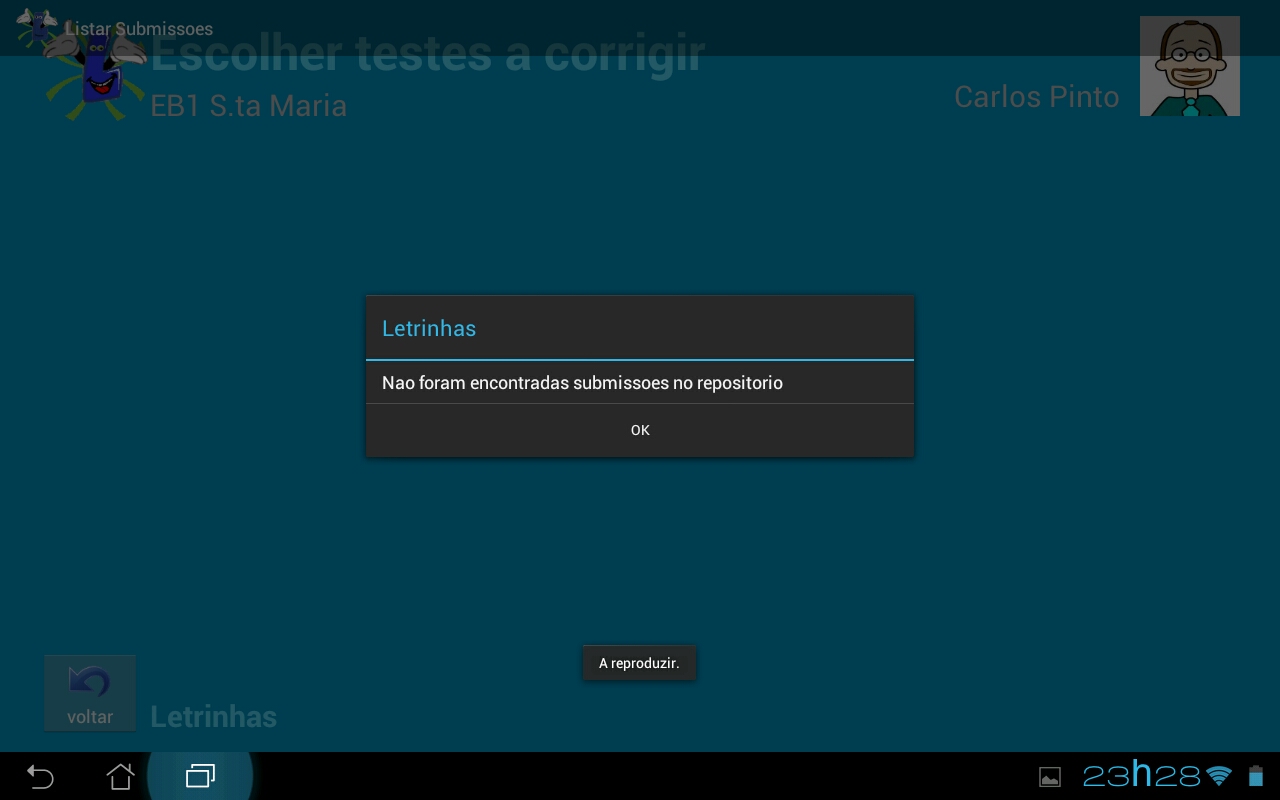 Listar Submissoes
Escolher testes a corrigir
EB1 S.ta Maria
Carlos Pinto
Letrinhas
Nao foram encontradas submissoes no repositorio
OK
A reproduzir.
voltar
Letrinhas
23h28